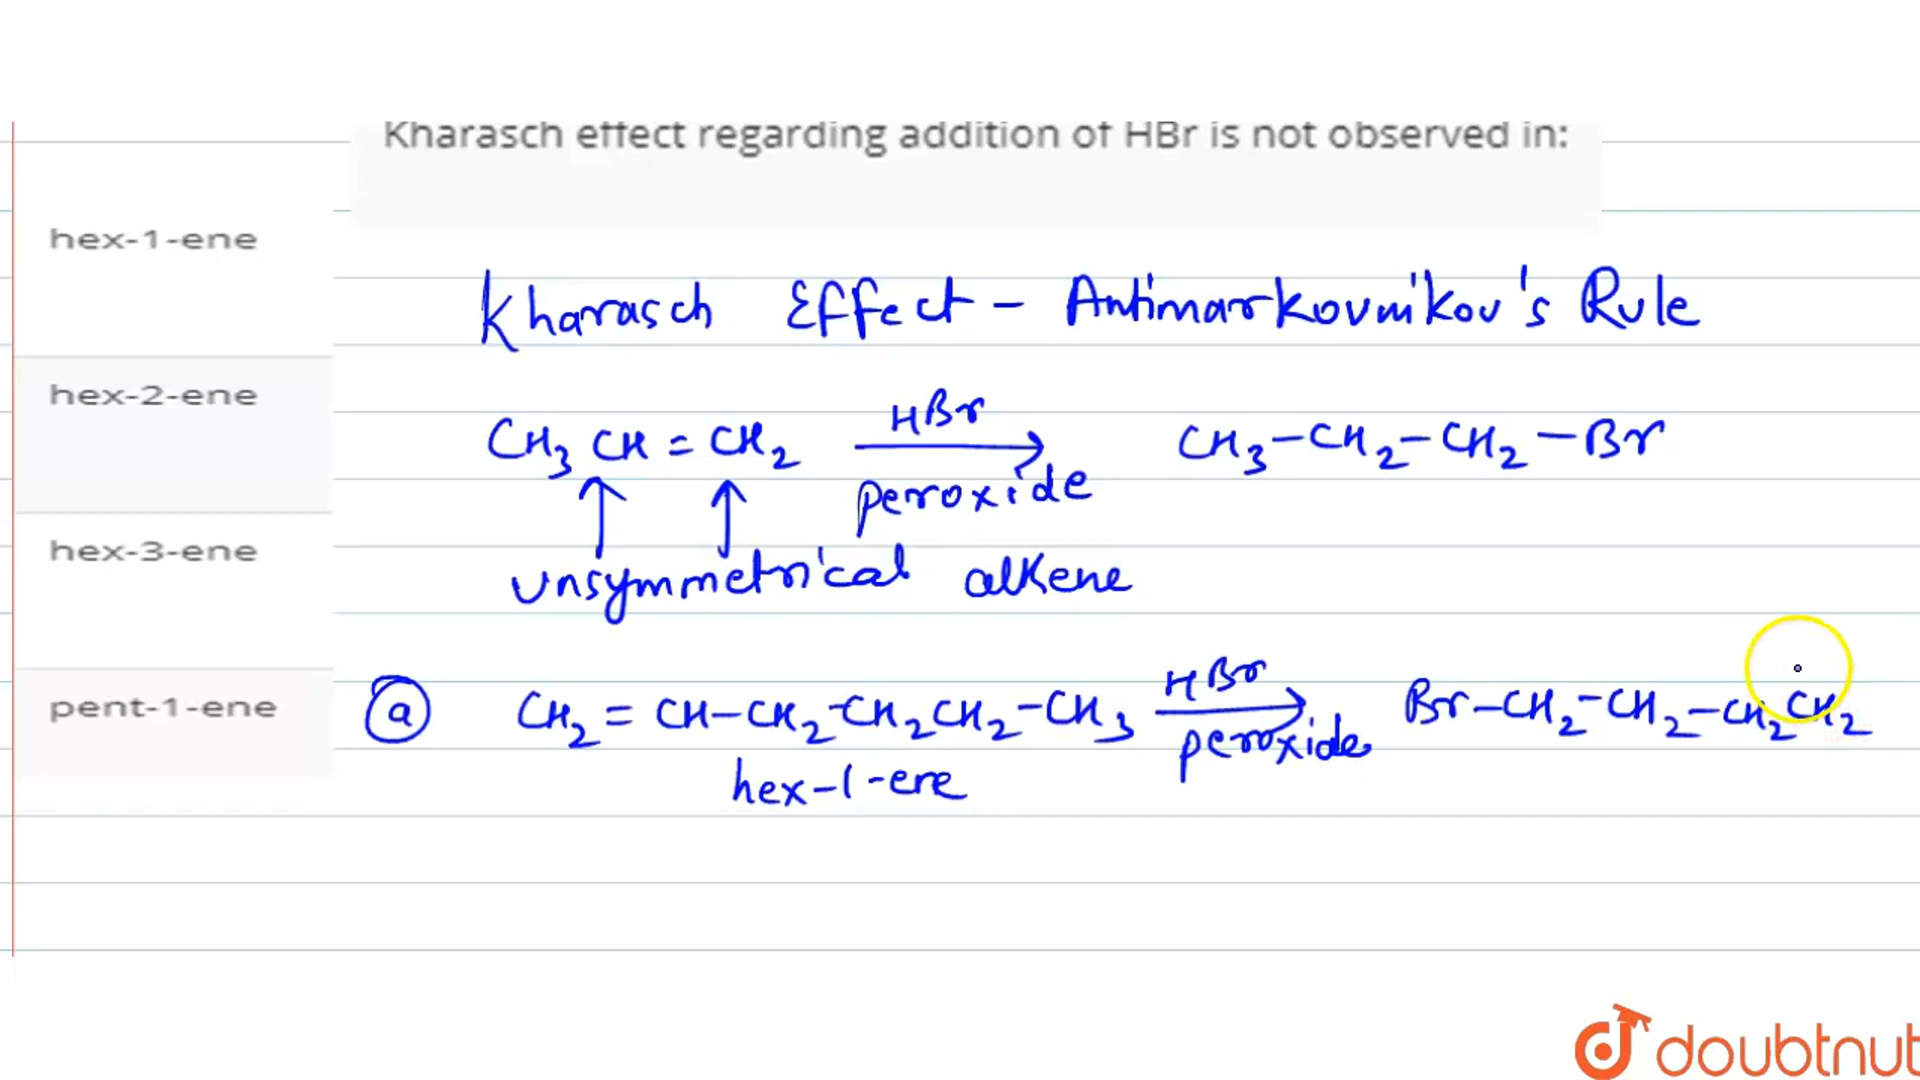 Kharasch effect regarding addition of HBr is not observed in:
hex-1-ene
hex-2-ene
hex-3-ene
pent-1-ene
Kharasch Effect - Antimarkovnikov's Rule
CH3 CH = CH2 HBr peroxide CH3-CH2-CH2-Br
unsymmetrical alkene
a CH2 = CH-CH2-CH2CH2-CH3 HBr peroxide Br-CH2-CH2-CH2CH2
hex-1-ene
doubtnut